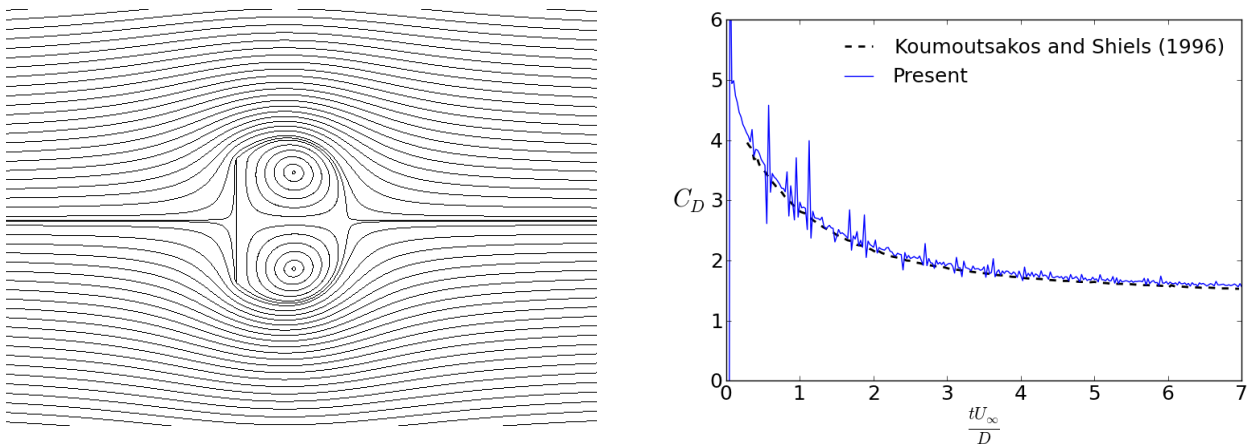 6
Koumoutsakos and Shiels (1996)
Present
5
4
3
C_D
2
1
0
0 1 2 3 4 5 6 7
tU_∞
D